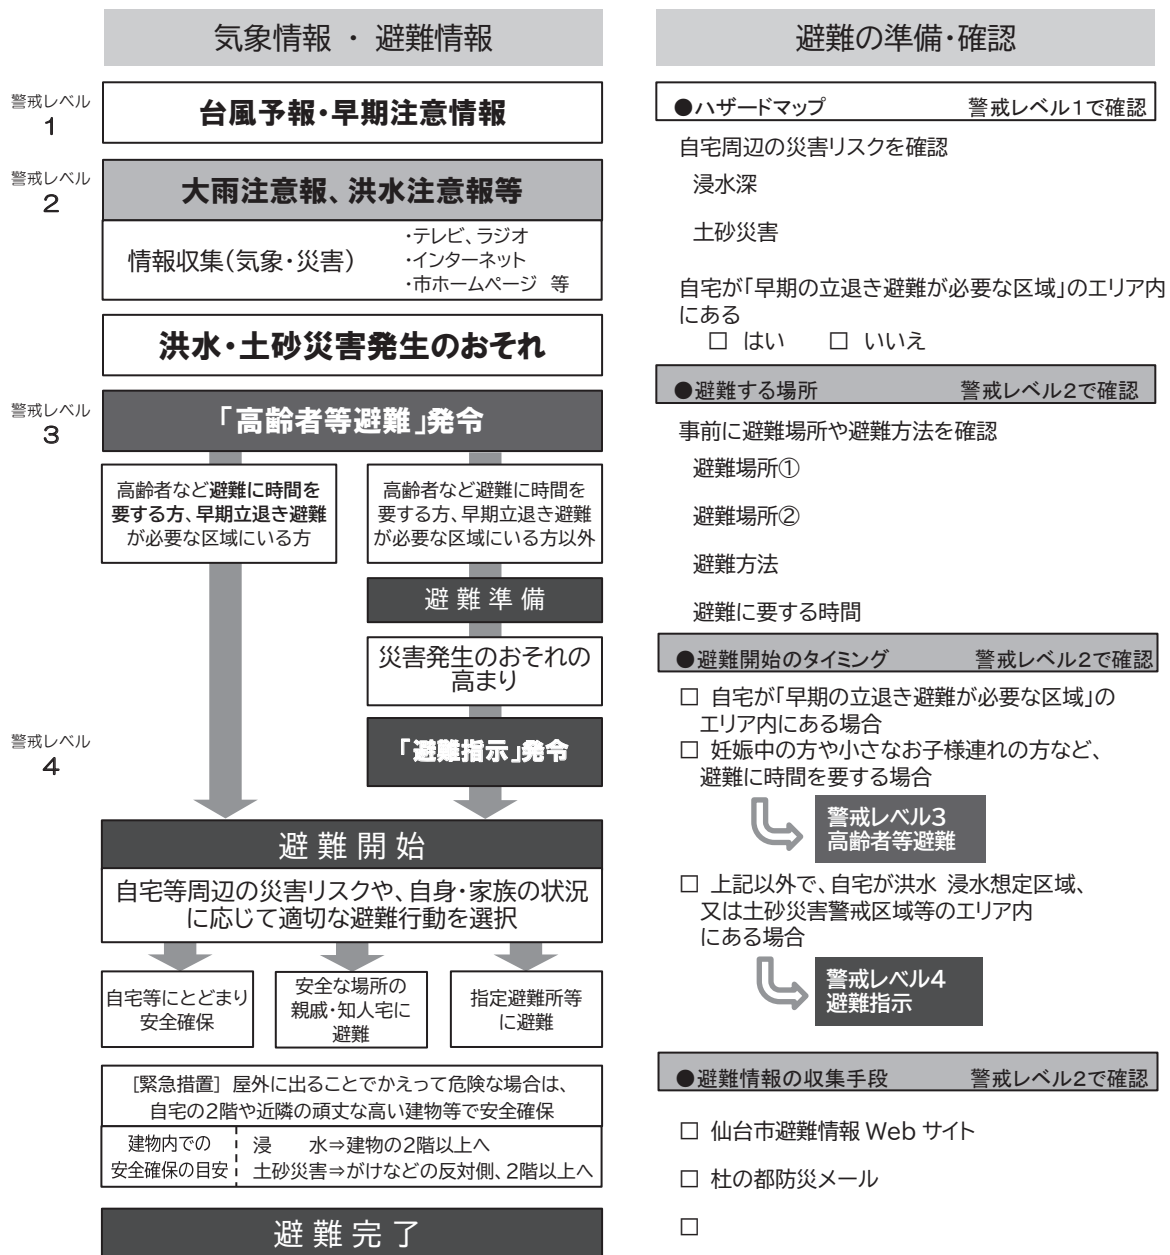 気象情報 ・ 避難情報
警戒レベル
1
台風予報・早期注意情報
警戒レベル
2
大雨注意報、洪水注意報等
情報収集(気象・災害)
・テレビ、ラジオ
・インターネット
・市ホームページ 等
洪水・土砂災害発生のおそれ
警戒レベル
3
「高齢者等避難」発令
高齢者など避難に時間を
要する方、早期立退き避難
が必要な区域にいる方
高齢者など避難に時間を
要する方、早期立退き避難
が必要な区域にいる方以外
避難準備
災害発生のおそれの
高まり
警戒レベル
4
「避難指示」発令
避難開始
自宅等周辺の災害リスクや、自身・家族の状況
に応じて適切な避難行動を選択
自宅等にとどまり
安全確保
安全な場所の
親戚・知人宅に
避難
指定避難所等
に避難
[緊急措置] 屋外に出ることでかえって危険な場合は、
自宅の2階や近隣の頑丈な高い建物等で安全確保
建物内での
安全確保の目安
浸 水⇒建物の2階以上へ
土砂災害⇒がけなどの反対側、2階以上へ
避難完了
避難の準備・確認
●ハザードマップ 警戒レベル1で確認
自宅周辺の災害リスクを確認
浸水深
土砂災害
自宅が「早期の立退き避難が必要な区域」のエリア内
にある
□ はい □ いいえ
●避難する場所 警戒レベル2で確認
事前に避難場所や避難方法を確認
避難場所①
避難場所②
避難方法
避難に要する時間
●避難開始のタイミング 警戒レベル2で確認
□ 自宅が「早期の立退き避難が必要な区域」の
エリア内にある場合
□ 妊娠中の方や小さなお子様連れの方など、
避難に時間を要する場合
警戒レベル3
高齢者等避難
□ 上記以外で、自宅が洪水 浸水想定区域、
又は土砂災害警戒区域等のエリア内
にある場合
警戒レベル4
避難指示
●避難情報の収集手段 警戒レベル2で確認
□ 仙台市避難情報 Web サイト
□ 杜の都防災メール
□